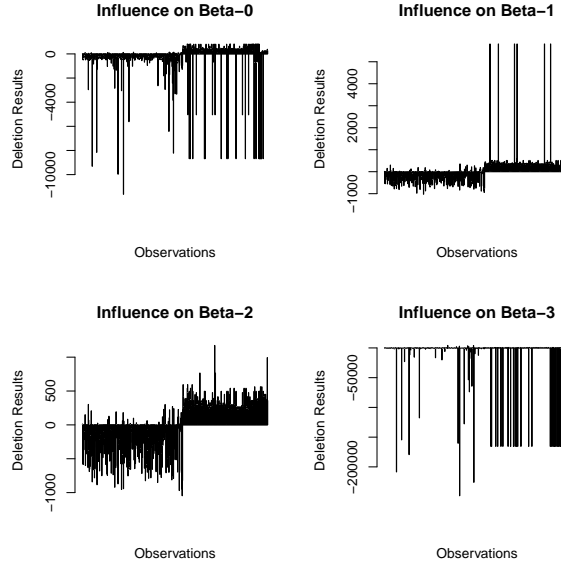 Influence on Beta−0
Deletion Results
0
−4000
−10000
Observations
Influence on Beta−1
Deletion Results
4000
2000
−1000
Observations
Influence on Beta−2
Deletion Results
500
0
−1000
Observations
Influence on Beta−3
Deletion Results
−50000
−200000
Observations